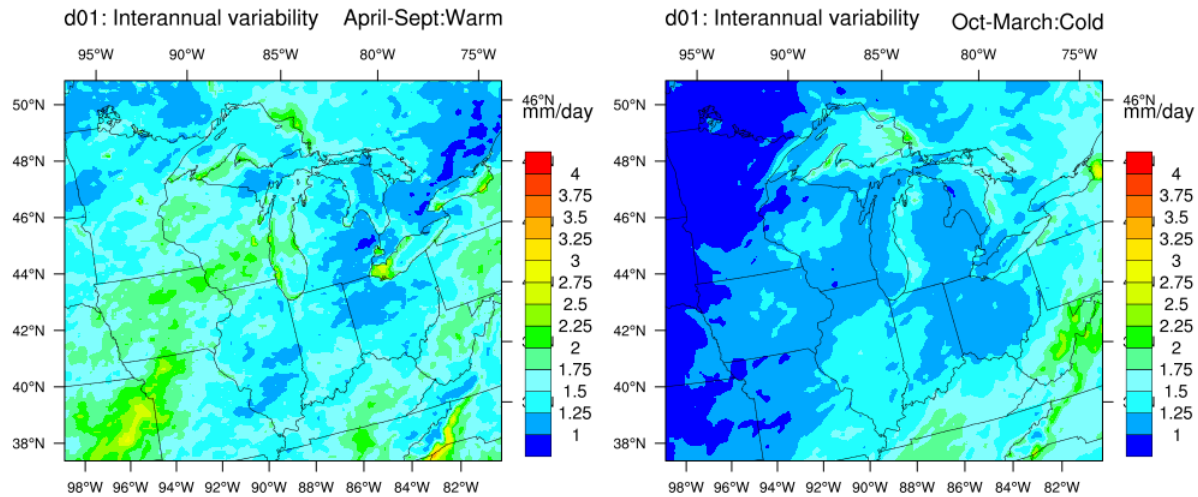 d01: Interannual variability April-Sept:Warm
95°W 90°W 85°W 80°W 75°W
50°N
48°N
46°N
44°N
42°N
40°N
38°N
98°W 96°W 94°W 92°W 90°W 88°W 86°W 84°W 82°W
46°N
mm/day
4
3.75
3.5
3.25
3
2.75
2.5
2.25
2
1.75
1.5
1.25
1
d01: Interannual variability Oct-March:Cold
95°W 90°W 85°W 80°W 75°W
50°N
48°N
46°N
44°N
42°N
40°N
38°N
98°W 96°W 94°W 92°W 90°W 88°W 86°W 84°W 82°W
46°N
mm/day
4
3.75
3.5
3.25
3
2.75
2.5
2.25
2
1.75
1.5
1.25
1